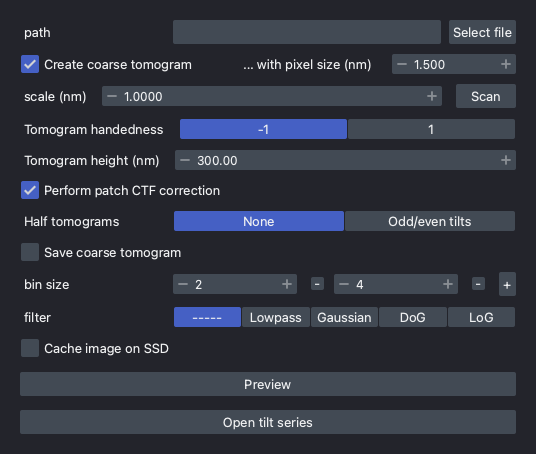 path Select file
Create coarse tomogram ... with pixel size (nm) − 1.500 +
scale (nm) − 1.0000 + Scan
Tomogram handedness -1 1
Tomogram height (nm) − 300.00 +
Perform patch CTF correction
Half tomograms None Odd/even tilts
Save coarse tomogram
bin size − 2 + - − 4 + - +
filter ----- Lowpass Gaussian DoG LoG
Cache image on SSD
Preview
Open tilt series